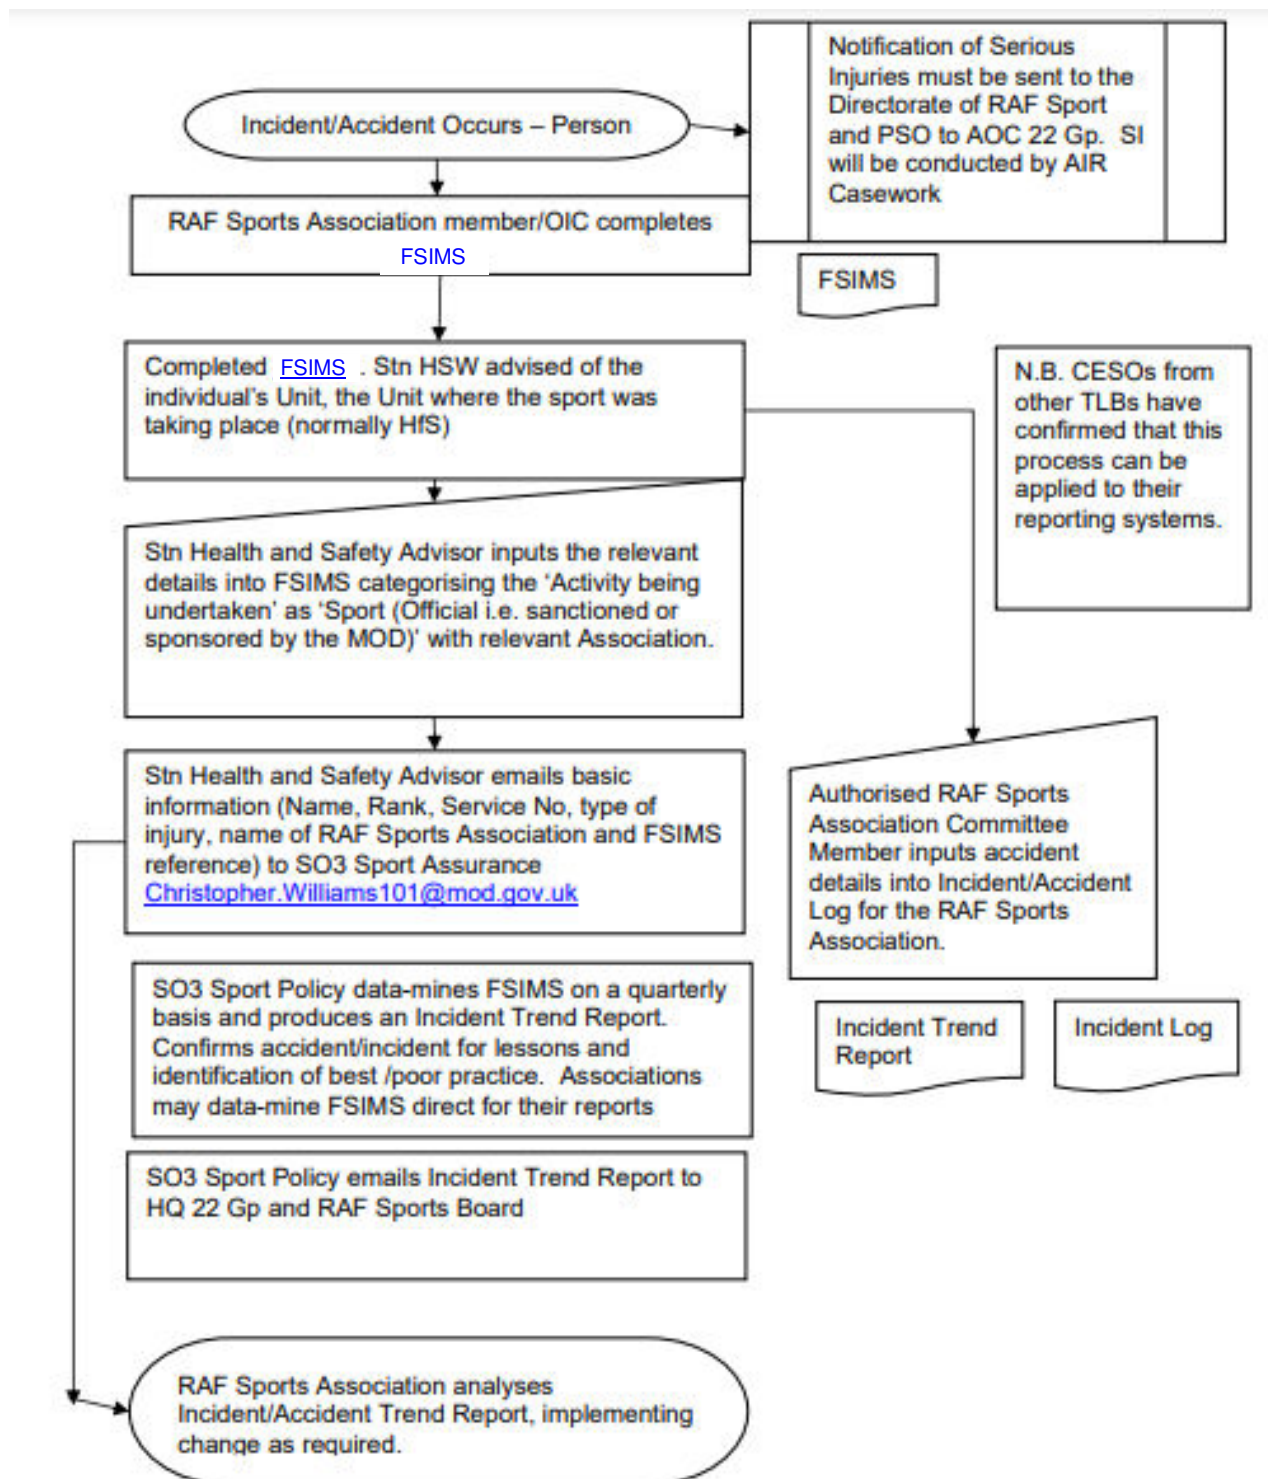 Notification of Serious
Injuries must be sent to the
Directorate of RAF Sport
and PSO to AOC 22 Gp.  SI
will be conducted by AIR
Casework
Incident/Accident Occurs – Person
RAF Sports Association member/OIC completes
FSIMS
FSIMS
Completed FSIMS . Stn HSW advised of the
individual's Unit, the Unit where the sport was
taking place (normally HfS)
N.B. CESOs from
other TLBs have
confirmed that this
process can be
applied to their
reporting systems.
Stn Health and Safety Advisor inputs the relevant
details into FSIMS categorising the 'Activity being
undertaken' as 'Sport (Official i.e. sanctioned or
sponsored by the MOD)' with relevant Association.
Stn Health and Safety Advisor emails basic
information (Name, Rank, Service No, type of
injury, name of RAF Sports Association and FSIMS
reference) to SO3 Sport Assurance
Christopher.Williams101@mod.gov.uk
Authorised RAF Sports
Association Committee
Member inputs accident
details into Incident/Accident
Log for the RAF Sports
Association.
SO3 Sport Policy data-mines FSIMS on a quarterly
basis and produces an Incident Trend Report.
Confirms accident/incident for lessons and
identification of best /poor practice.  Associations
may data-mine FSIMS direct for their reports
Incident Trend
Report
Incident Log
SO3 Sport Policy emails Incident Trend Report to
HQ 22 Gp and RAF Sports Board
RAF Sports Association analyses
Incident/Accident Trend Report, implementing
change as required.